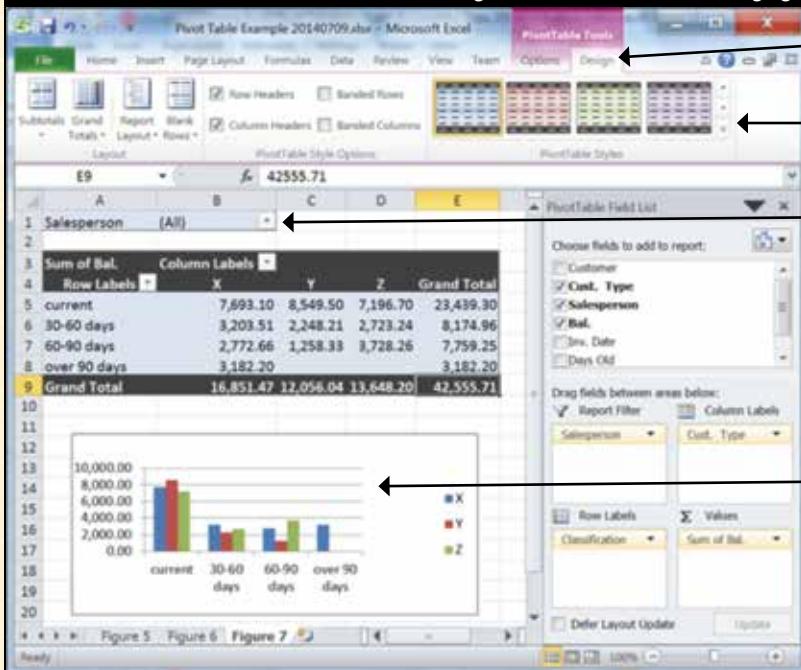 Pivot Table Example 20140709.xlsx - Microsoft Excel
PivotTable Tools
File Home Insert Page Layout Formulas Data Review View Team Options Design
Subtotals Grand Totals Report Layout Blank Rows
Row Headers Banded Rows
Column Headers Banded Columns
Layout PivotTable Style Options PivotTable Styles
E9 fx 42555.71
A B C D E
1 Salesperson (All)
2
3 Sum of Bal. Column Labels
4 Row Labels X Y Z Grand Total
5 current 7,693.10 8,549.50 7,196.70 23,439.30
6 30-60 days 3,203.51 2,248.21 2,723.24 8,174.96
7 60-90 days 2,772.66 1,258.33 3,728.26 7,759.25
8 over 90 days 3,182.20 3,182.20
9 Grand Total 16,851.47 12,056.04 13,648.20 42,555.71
10
11
12
13
14
15
16
17
18
19
20
10,000.00
8,000.00
6,000.00
4,000.00
2,000.00
0.00
current 30-60 days 60-90 days over 90 days
X
Y
Z
Figure 5 Figure 6 Figure 7
Ready 100%
PivotTable Field List
Choose fields to add to report:
Customer
Cust. Type
Salesperson
Bal.
Inv. Date
Days Old
Drag fields between areas below:
Report Filter Column Labels
Salesperson Cust. Type
Row Labels Σ Values
Classification Sum of Bal.
Defer Layout Update Update